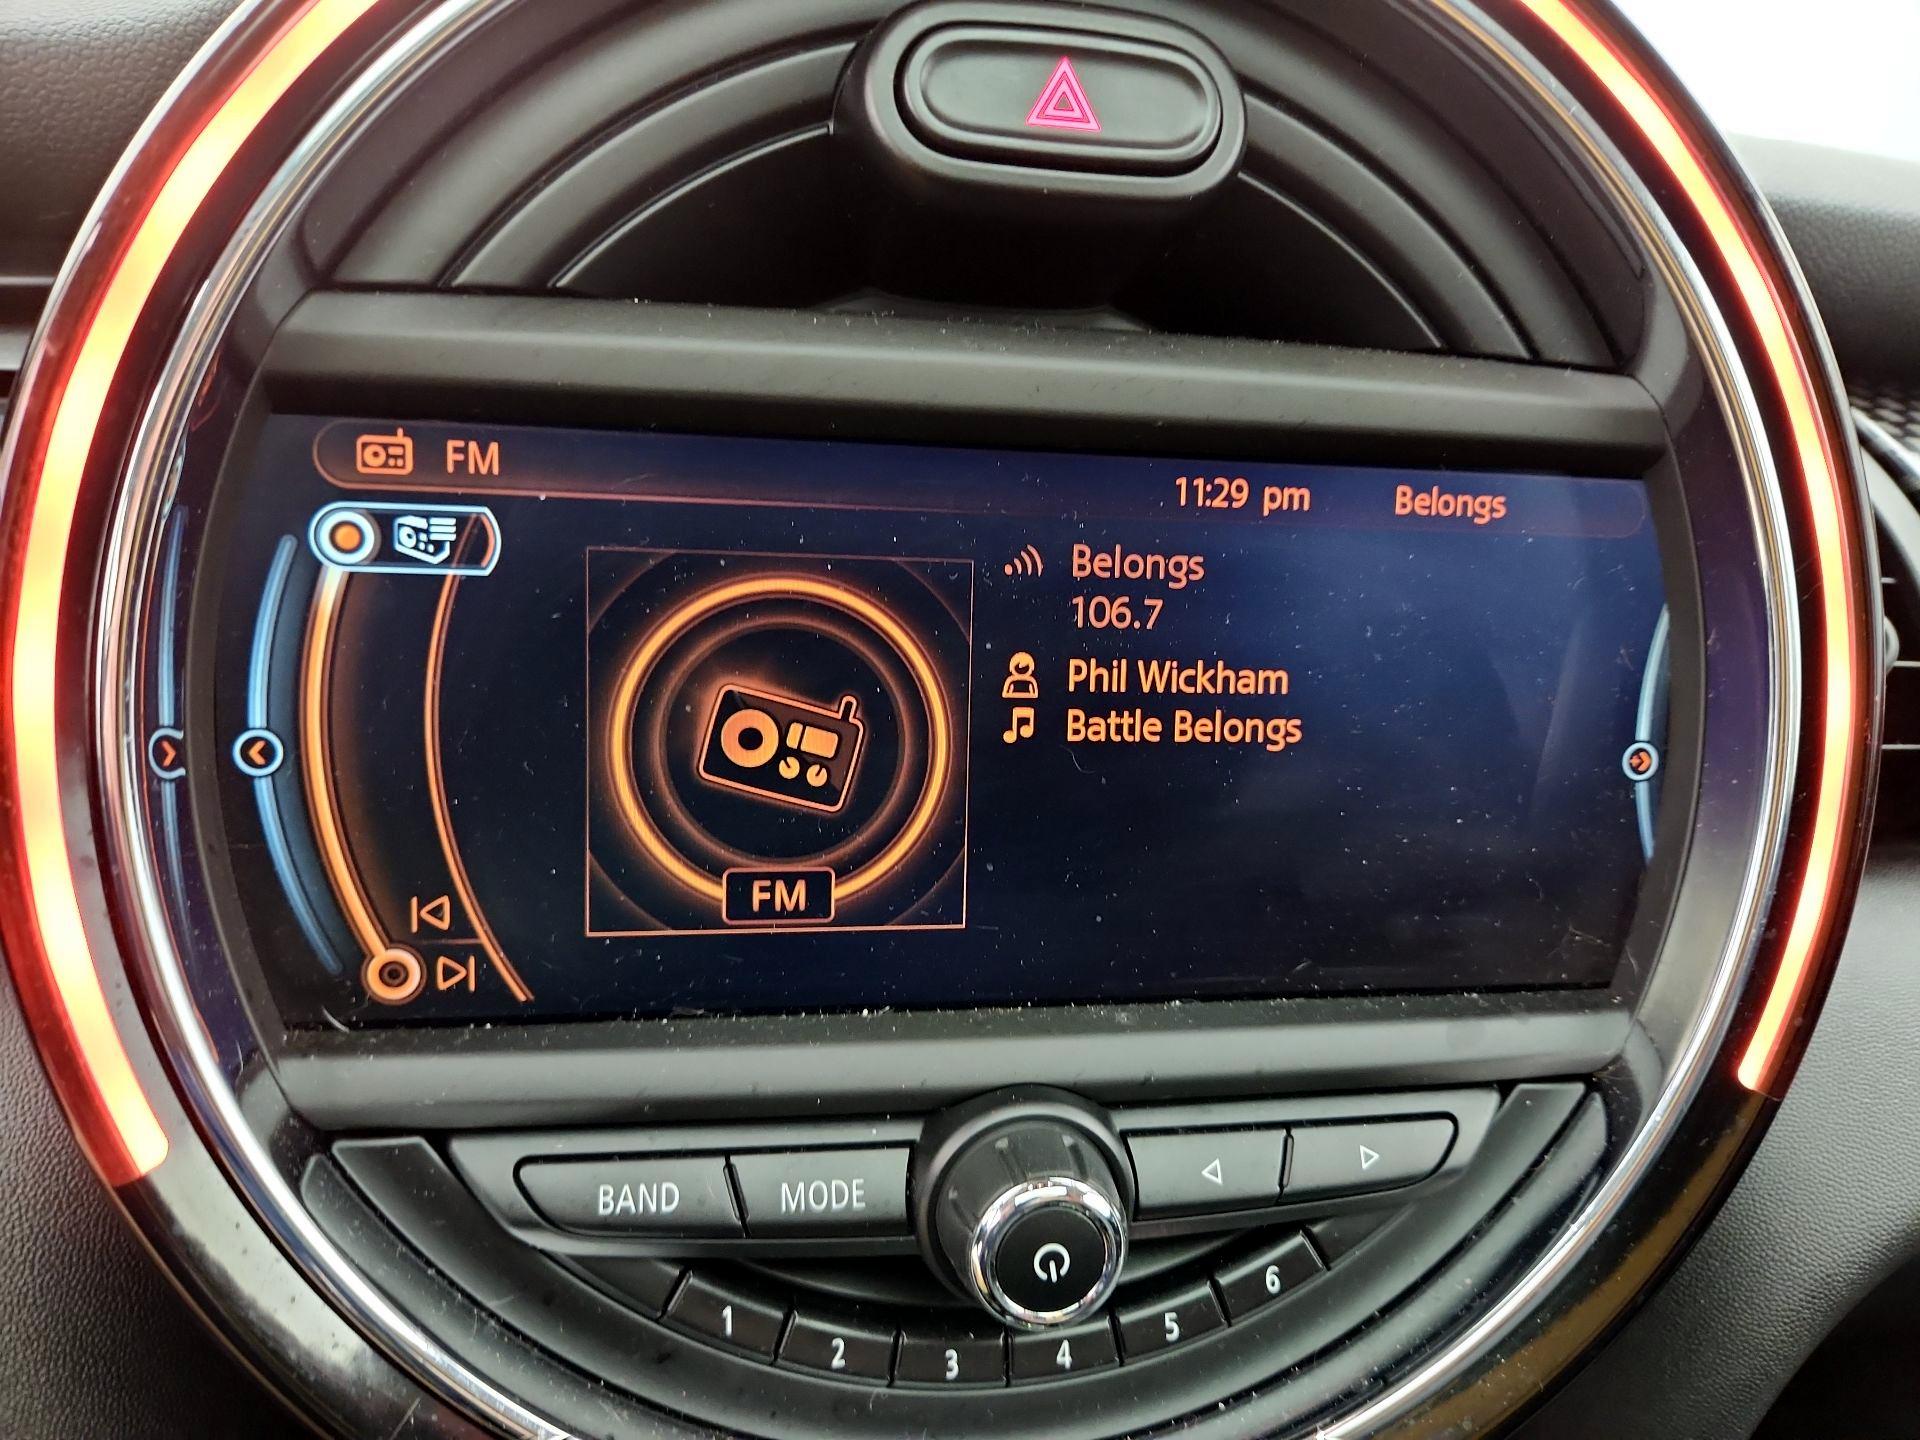 FM
11:29 pm Belongs
Belongs
106.7
Phil Wickham
Battle Belongs
FM
BAND MODE
1 2 3 4 5 6